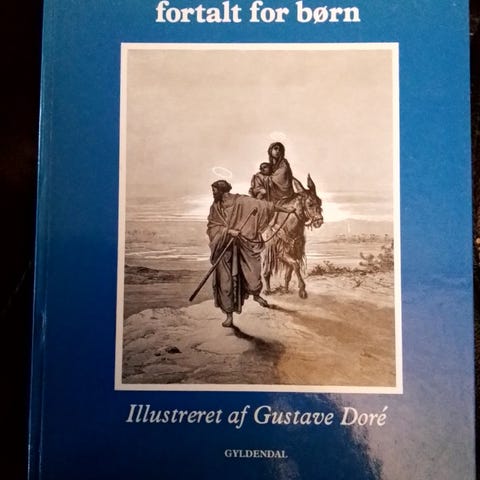 fortalt for børn
Illustreret af Gustave Doré
GYLDENDAL